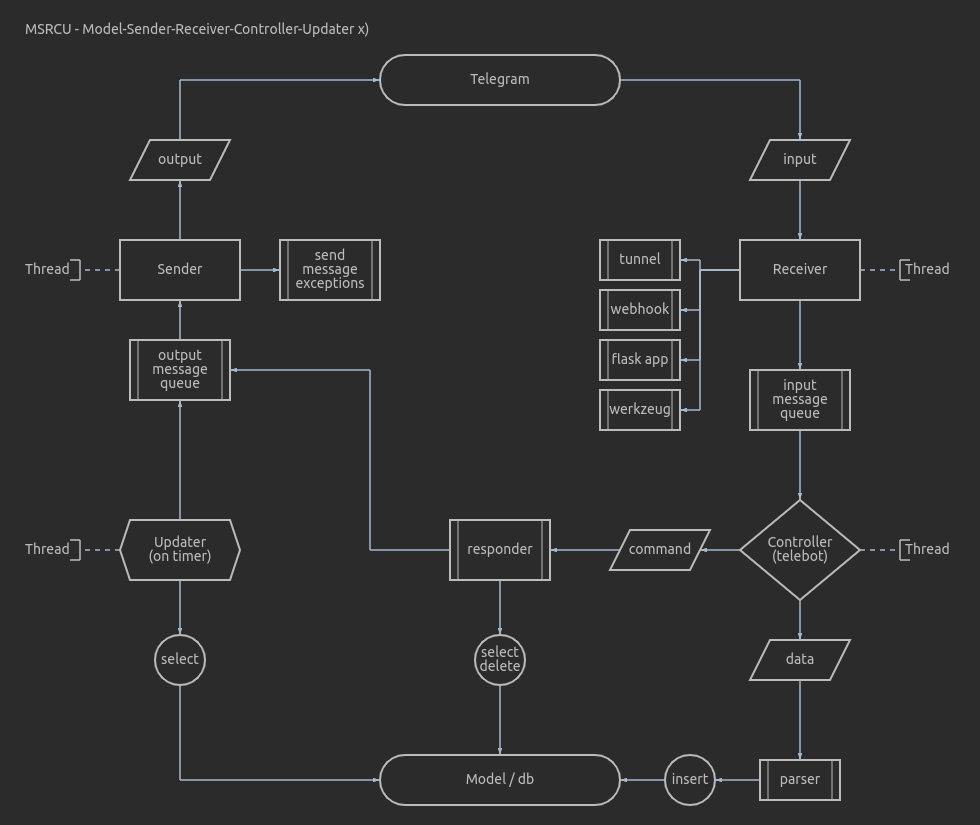 MSRCU - Model-Sender-Receiver-Controller-Updater x)
Telegram
output
input
Thread
Sender
send
message
exceptions
tunnel
Receiver
Thread
webhook
output
message
queue
flask app
input
message
queue
werkzeug
Thread
Updater
(on timer)
responder
command
Controller
(telebot)
Thread
select
select
delete
data
Model / db
insert
parser